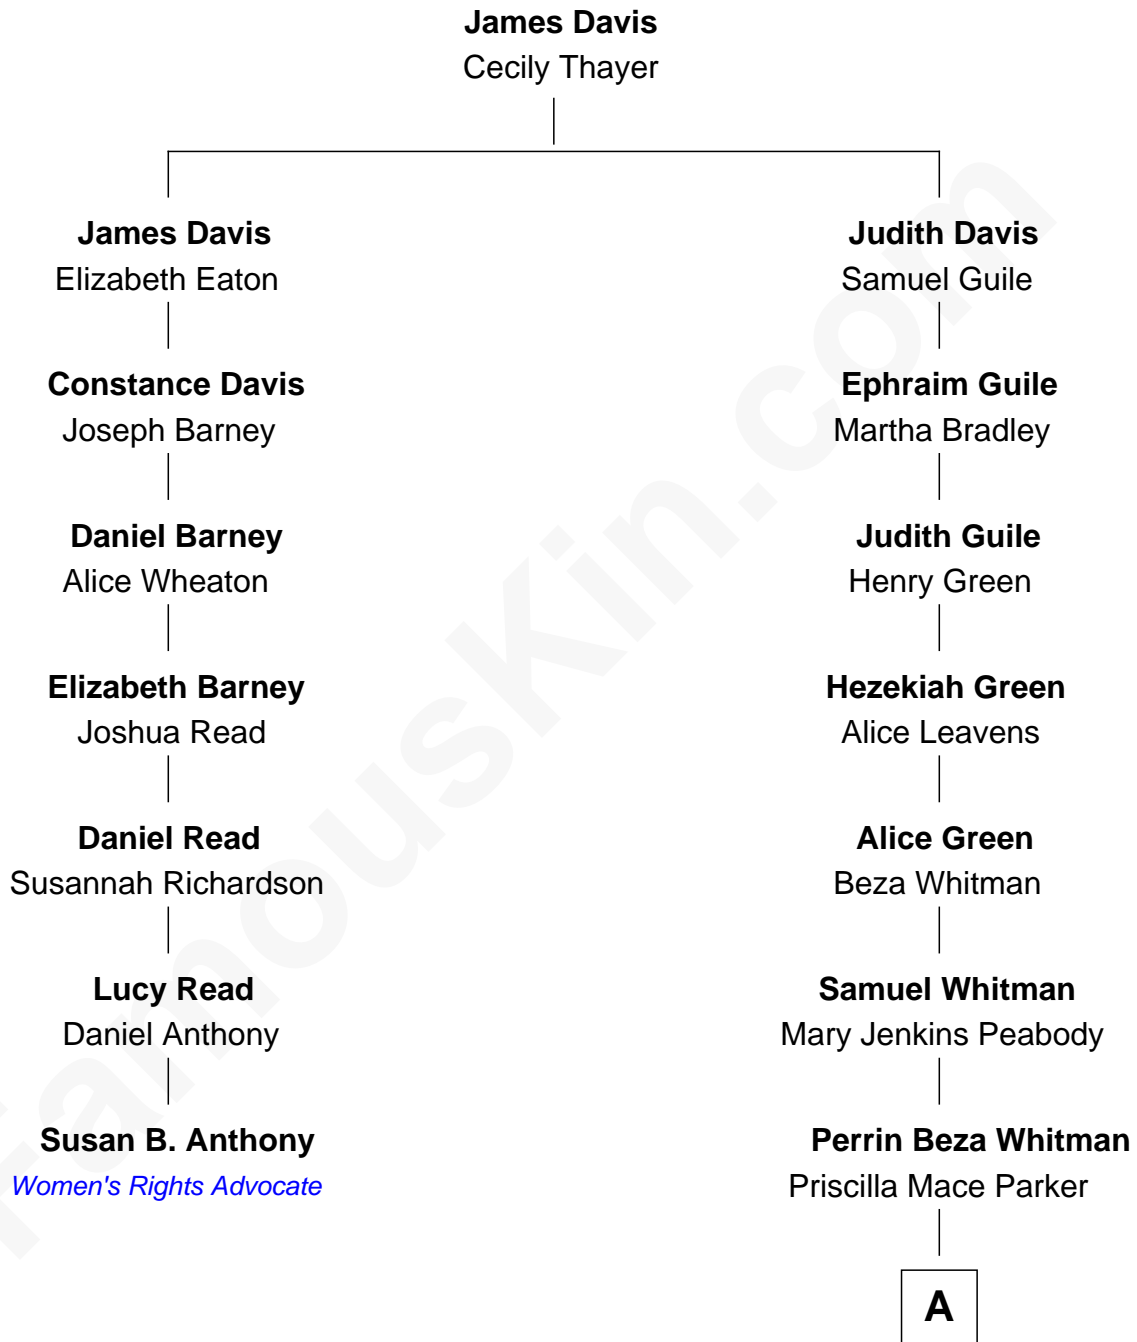 James Davis
Cecily Thayer
James Davis
Elizabeth Eaton
Judith Davis
Samuel Guile
Constance Davis
Joseph Barney
Ephraim Guile
Martha Bradley
Daniel Barney
Alice Wheaton
Judith Guile
Henry Green
Elizabeth Barney
Joshua Read
Hezekiah Green
Alice Leavens
Daniel Read
Susannah Richardson
Alice Green
Beza Whitman
Lucy Read
Daniel Anthony
Samuel Whitman
Mary Jenkins Peabody
Susan B. Anthony
Women's Rights Advocate
Perrin Beza Whitman
Priscilla Mace Parker
A
FamousKin.com